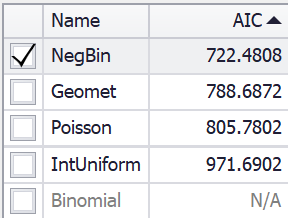 Name AIC
NegBin 722.4808
Geomet 788.6872
Poisson 805.7802
IntUniform 971.6902
Binomial N/A